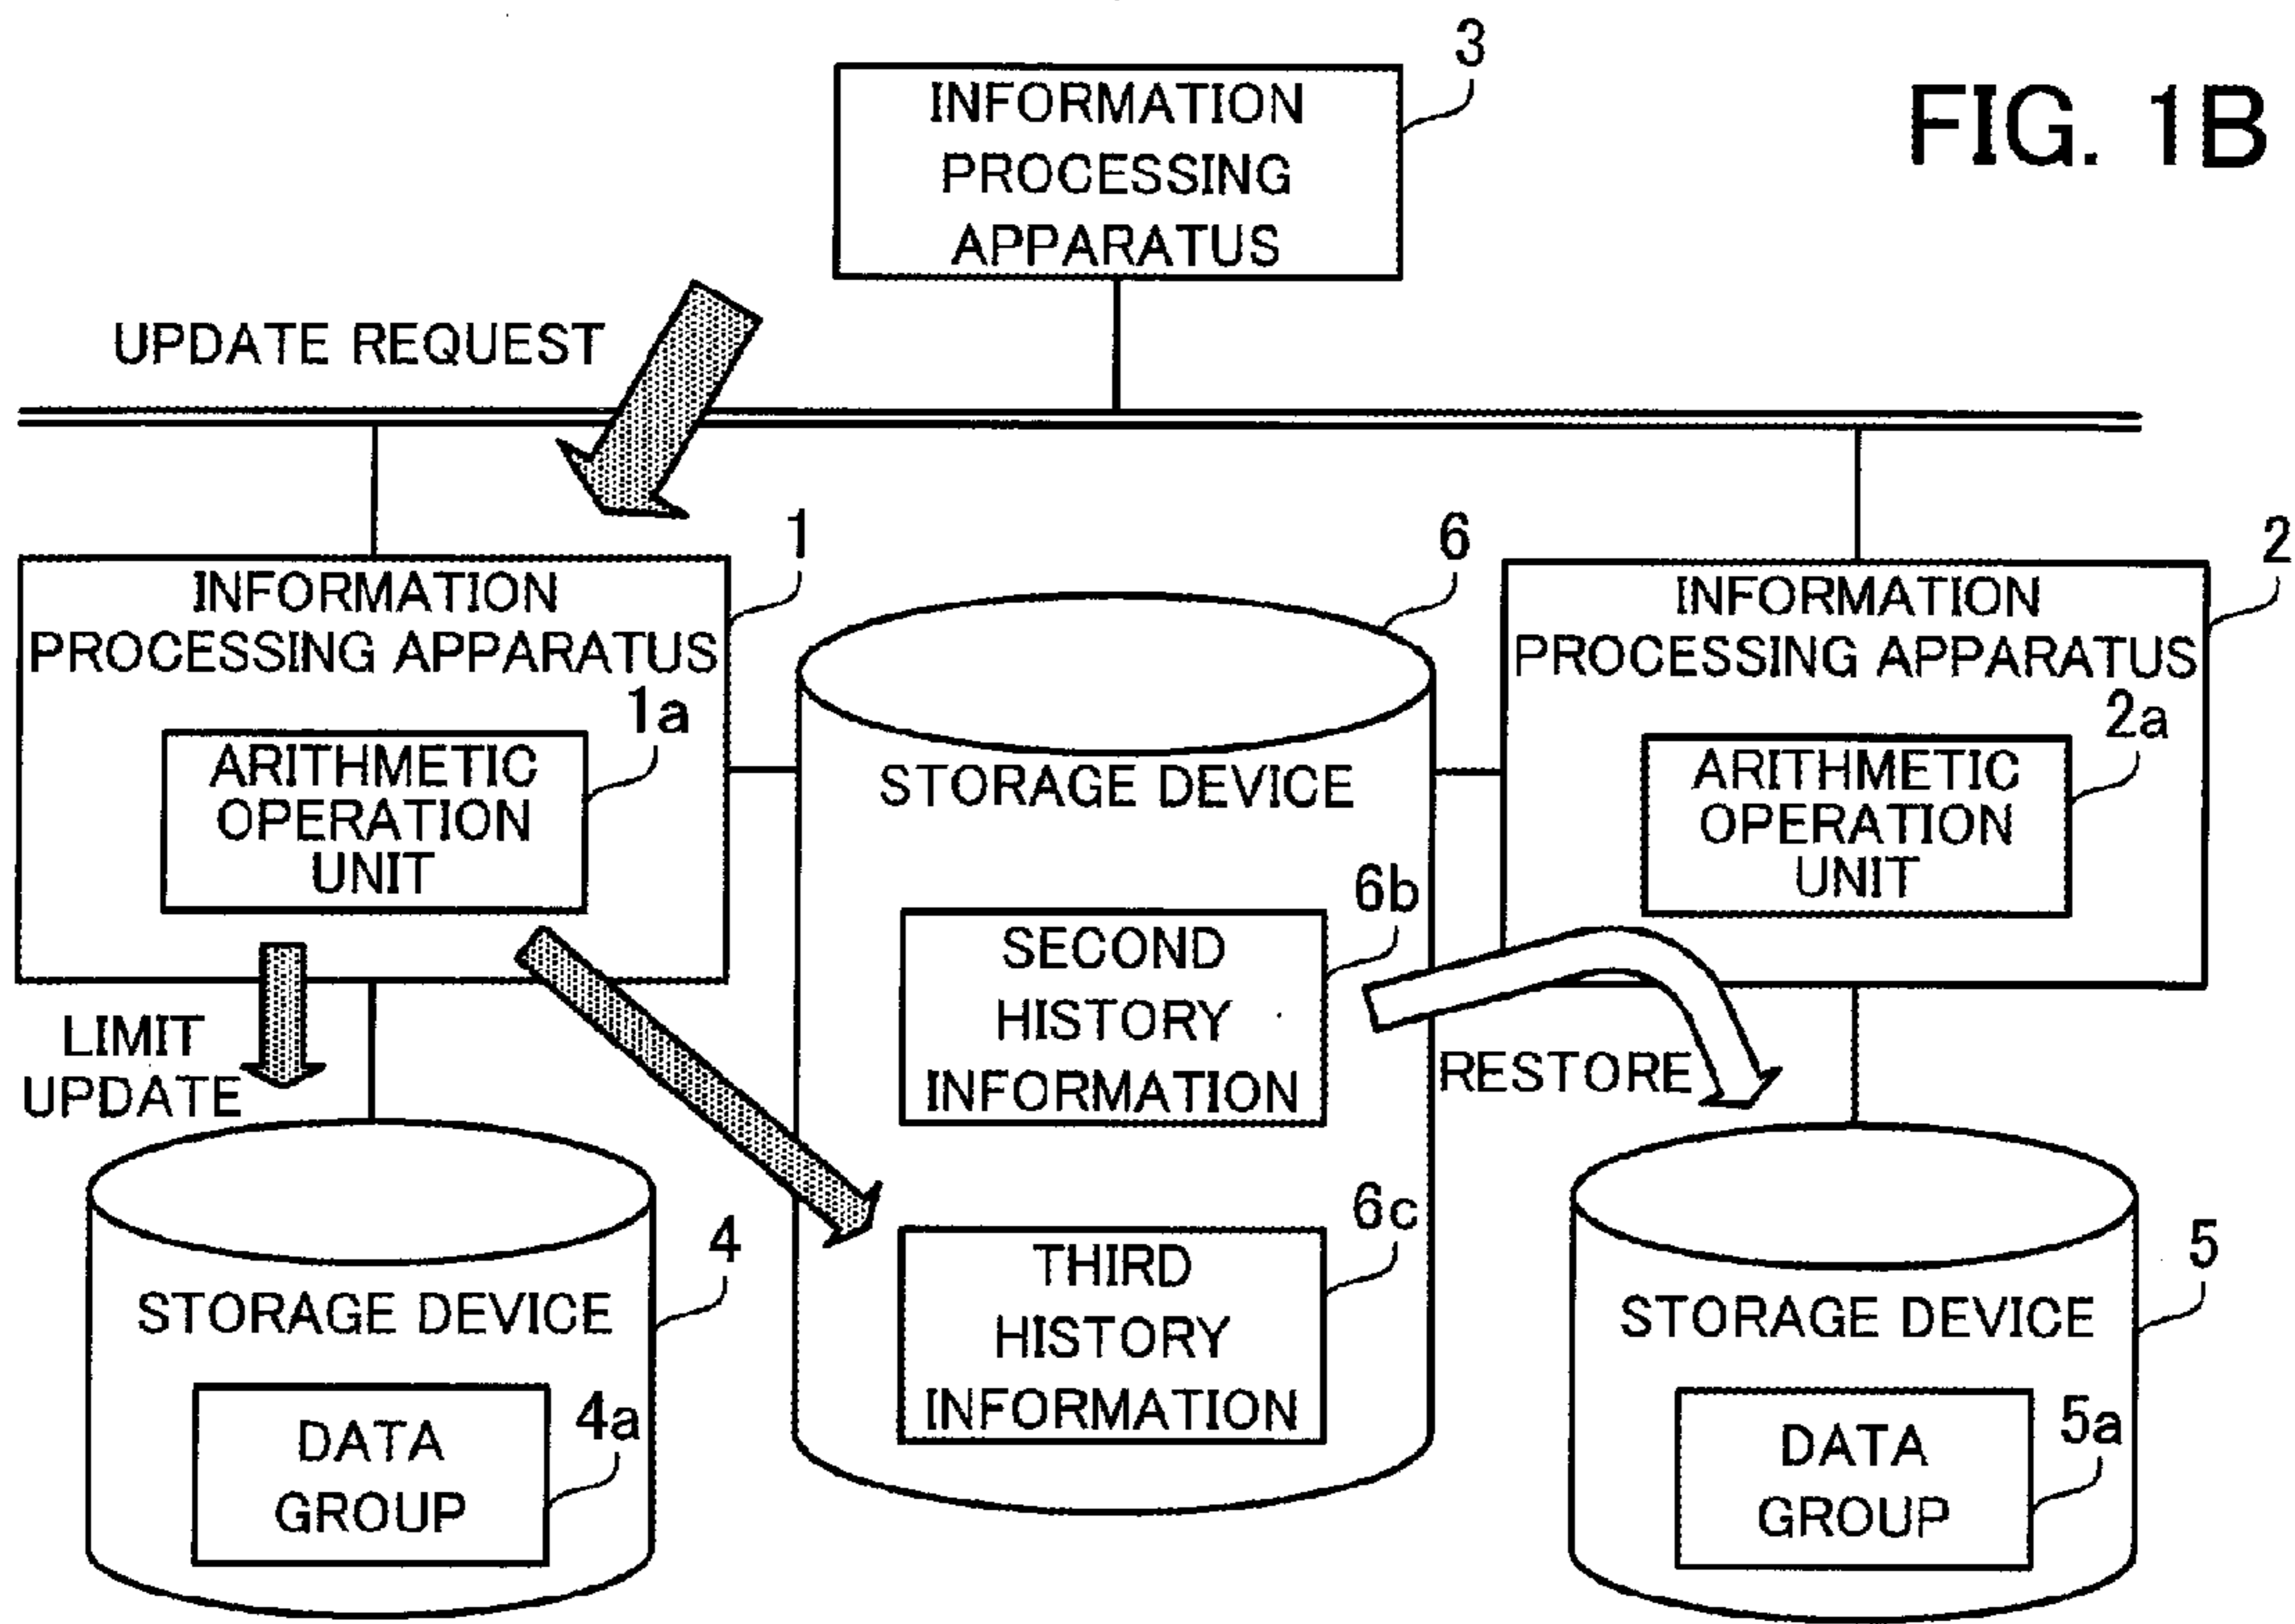 FIG. 1B
3
INFORMATION
PROCESSING
APPARATUS
UPDATE REQUEST
1
INFORMATION
PROCESSING APPARATUS
1a
ARITHMETIC
OPERATION
UNIT
6
STORAGE DEVICE
6b
SECOND
HISTORY
INFORMATION
6c
THIRD
HISTORY
INFORMATION
2
INFORMATION
PROCESSING APPARATUS
2a
ARITHMETIC
OPERATION
UNIT
LIMIT
UPDATE
RESTORE
4
STORAGE DEVICE
4a
DATA
GROUP
5
STORAGE DEVICE
5a
DATA
GROUP